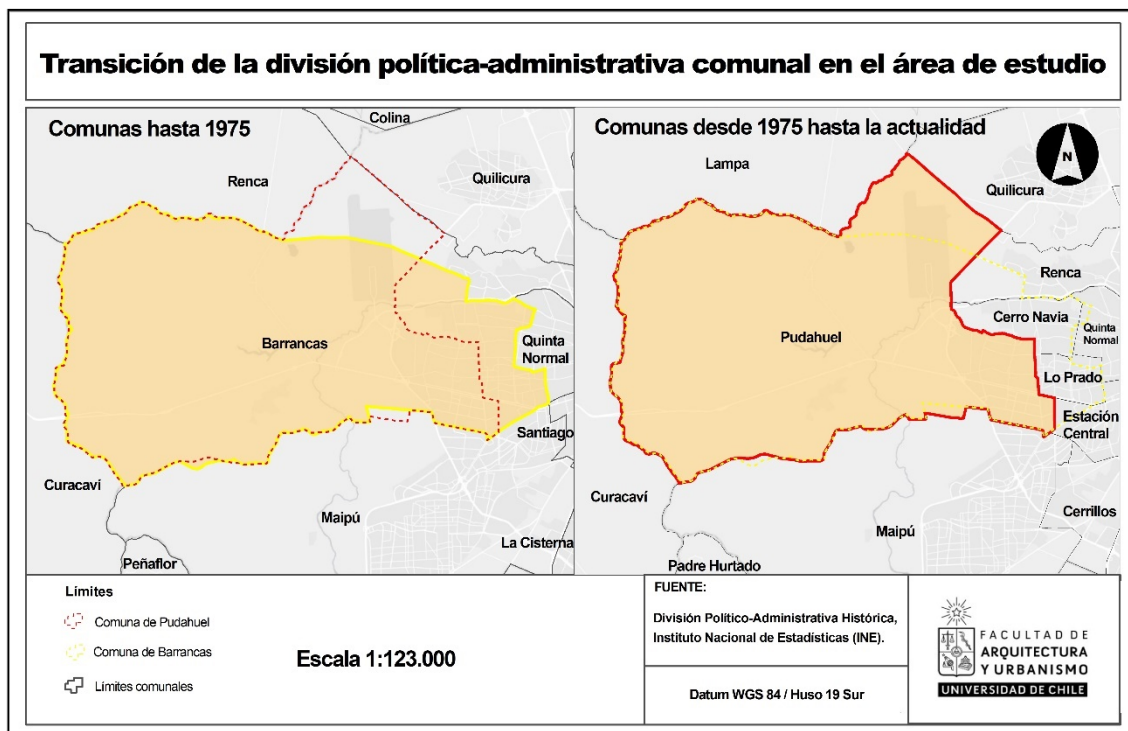 Transición de la división política-administrativa comunal en el área de estudio
Comunas hasta 1975
Colina
Renca
Quilicura
Barrancas
Quinta
Normal
Santiago
Curacaví
Maipú
La Cisterna
Peñaflor
Comunas desde 1975 hasta la actualidad
N
Lampa
Quilicura
Renca
Cerro Navia
Quinta
Normal
Pudahuel
Lo Prado
Estación
Central
Curacaví
Maipú
Cerrillos
Padre Hurtado
Límites
Comuna de Pudahuel
Comuna de Barrancas
Límites comunales
Escala 1:123.000
FUENTE:
División Político-Administrativa Histórica,
Instituto Nacional de Estadísticas (INE).
Datum WGS 84 / Huso 19 Sur
FACULTAD DE
ARQUITECTURA
Y URBANISMO
UNIVERSIDAD DE CHILE